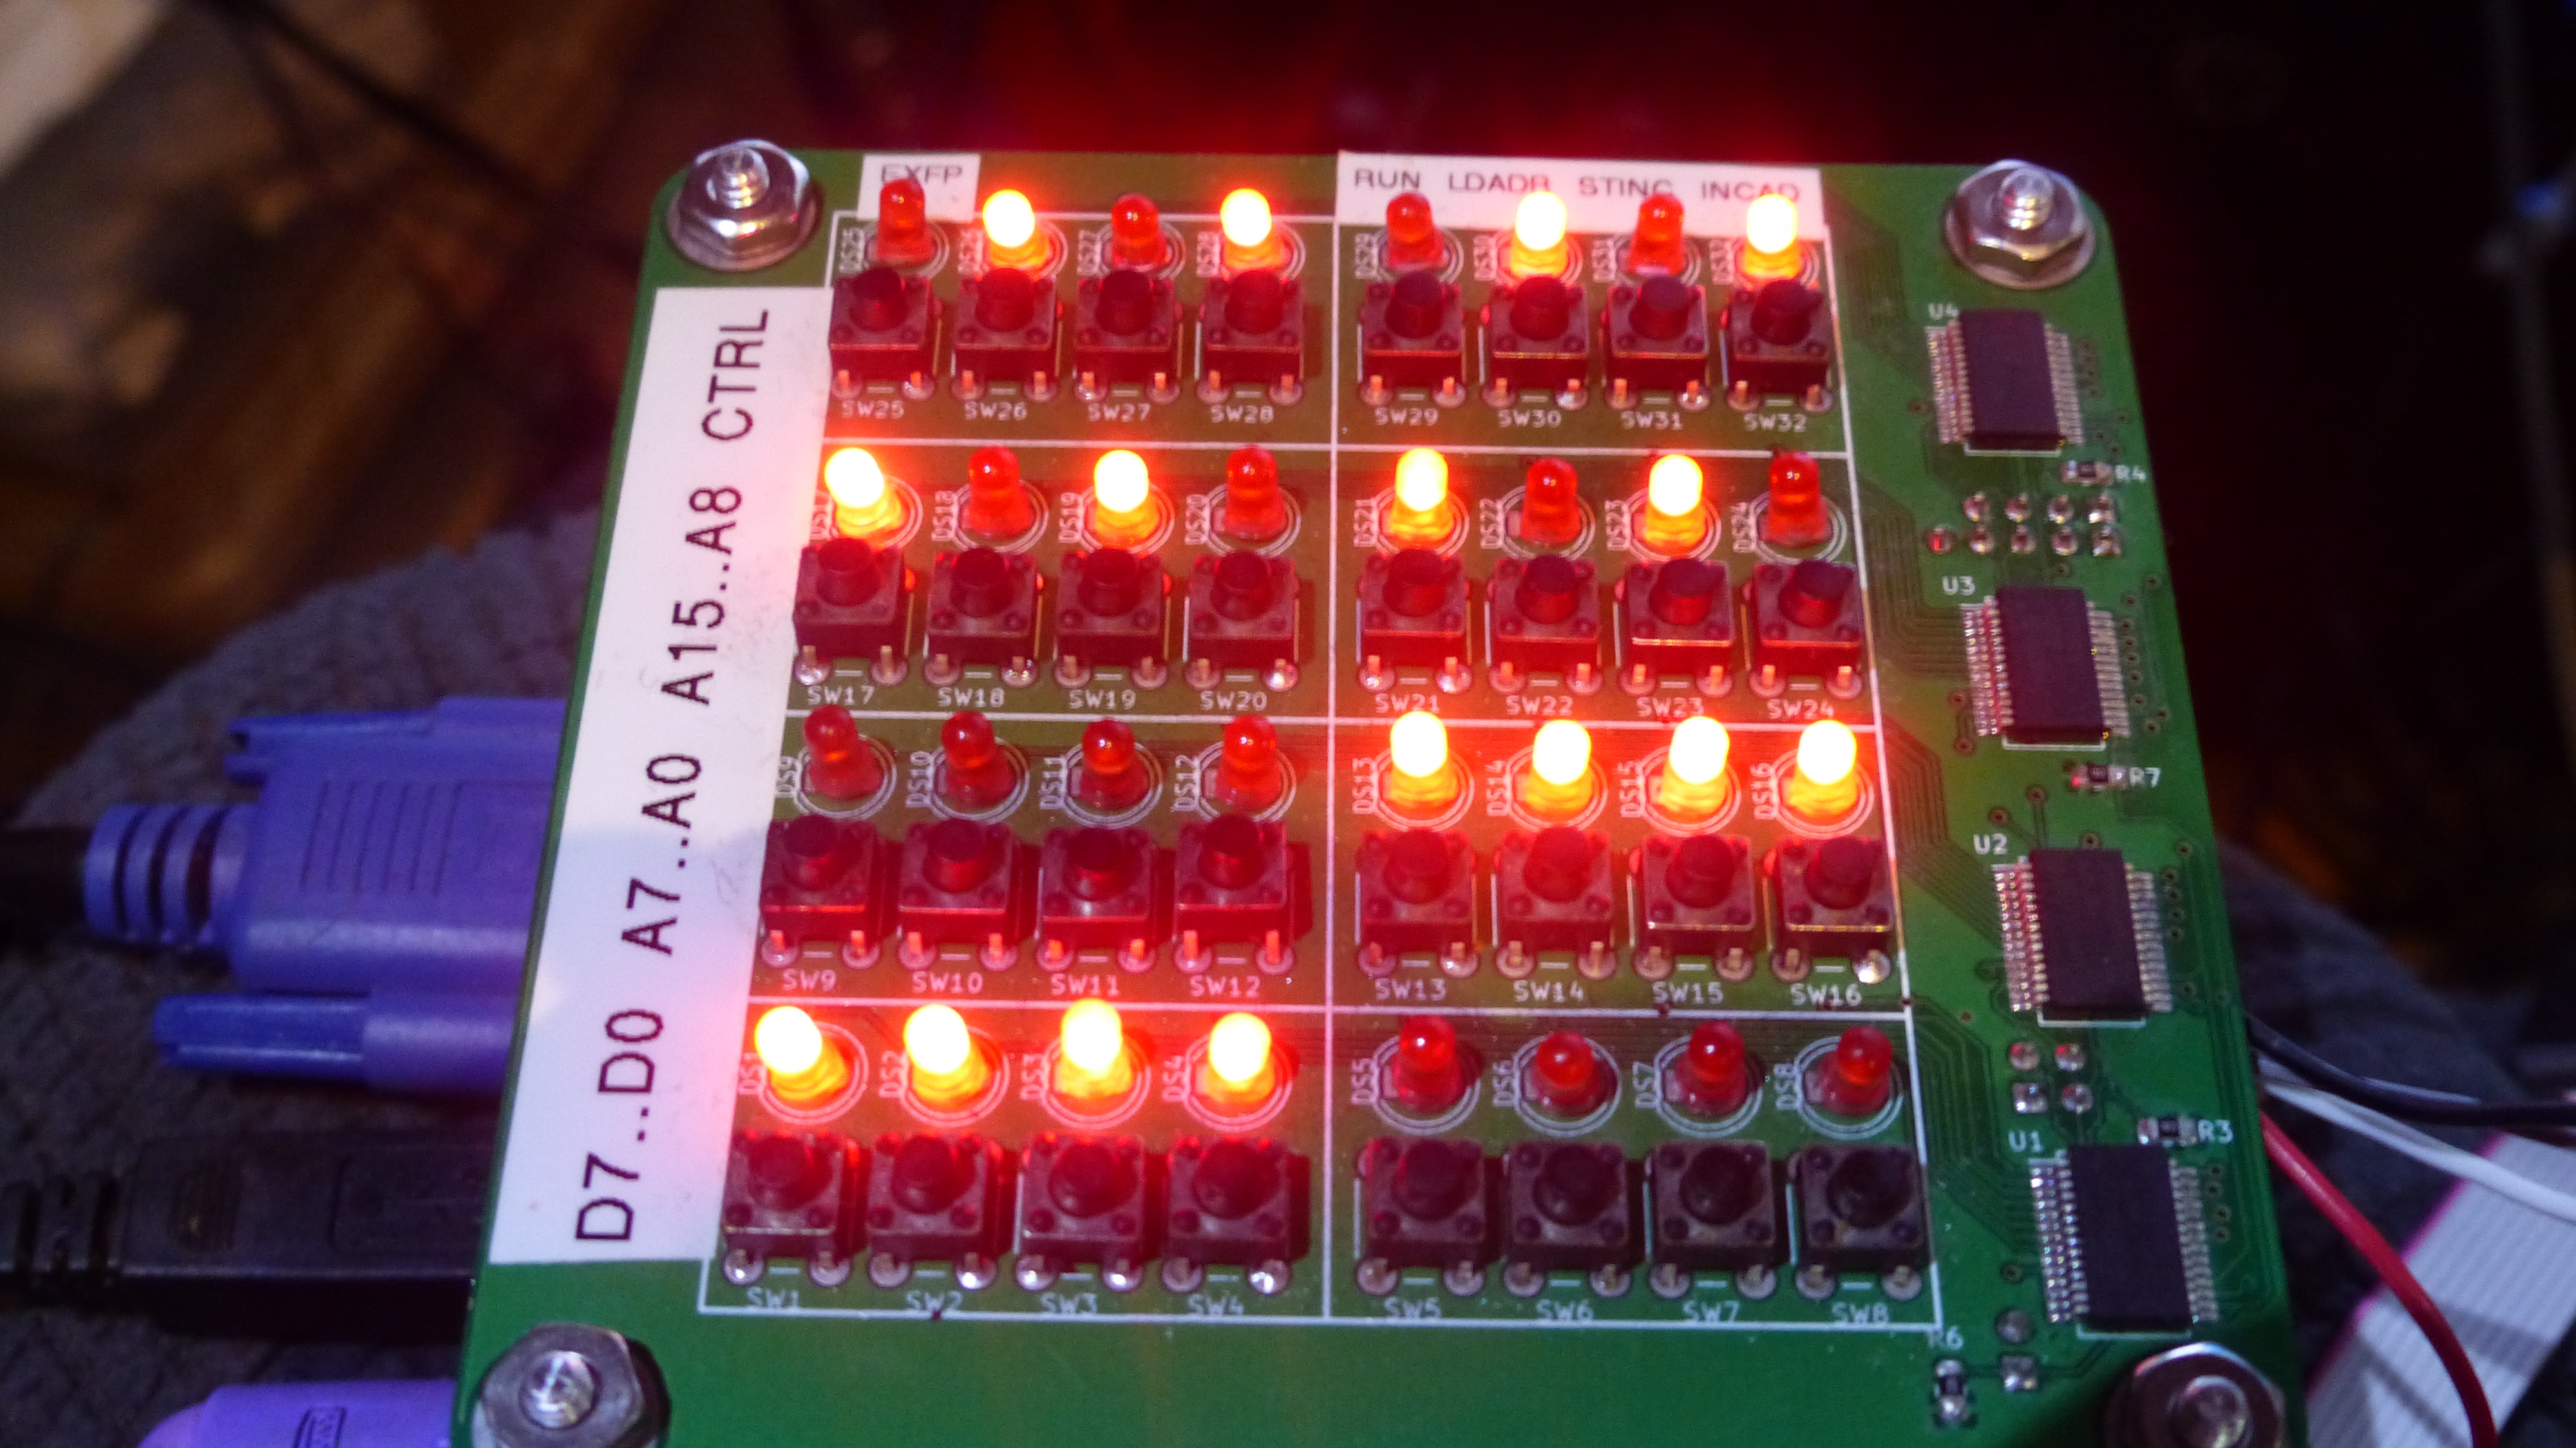 EXFP RUN LDADR STINC INCAD
DS25 DS26 DS27 DS28 DS29 DS30 DS31 DS32
SW25 SW26 SW27 SW28 SW29 SW30 SW31 SW32
DS17 DS18 DS19 DS20 DS21 DS22 DS23 DS24
SW17 SW18 SW19 SW20 SW21 SW22 SW23 SW24
DS9 DS10 DS11 DS12 DS13 DS14 DS15 DS16
SW9 SW10 SW11 SW12 SW13 SW14 SW15 SW16
DS1 DS2 DS3 DS4 DS5 DS6 DS7 DS8
SW1 SW2 SW3 SW4 SW5 SW6 SW7 SW8
D7..D0 A7..A0 A15..A8 CTRL
U4
R4
U3
R7
U2
R3
U1
R6